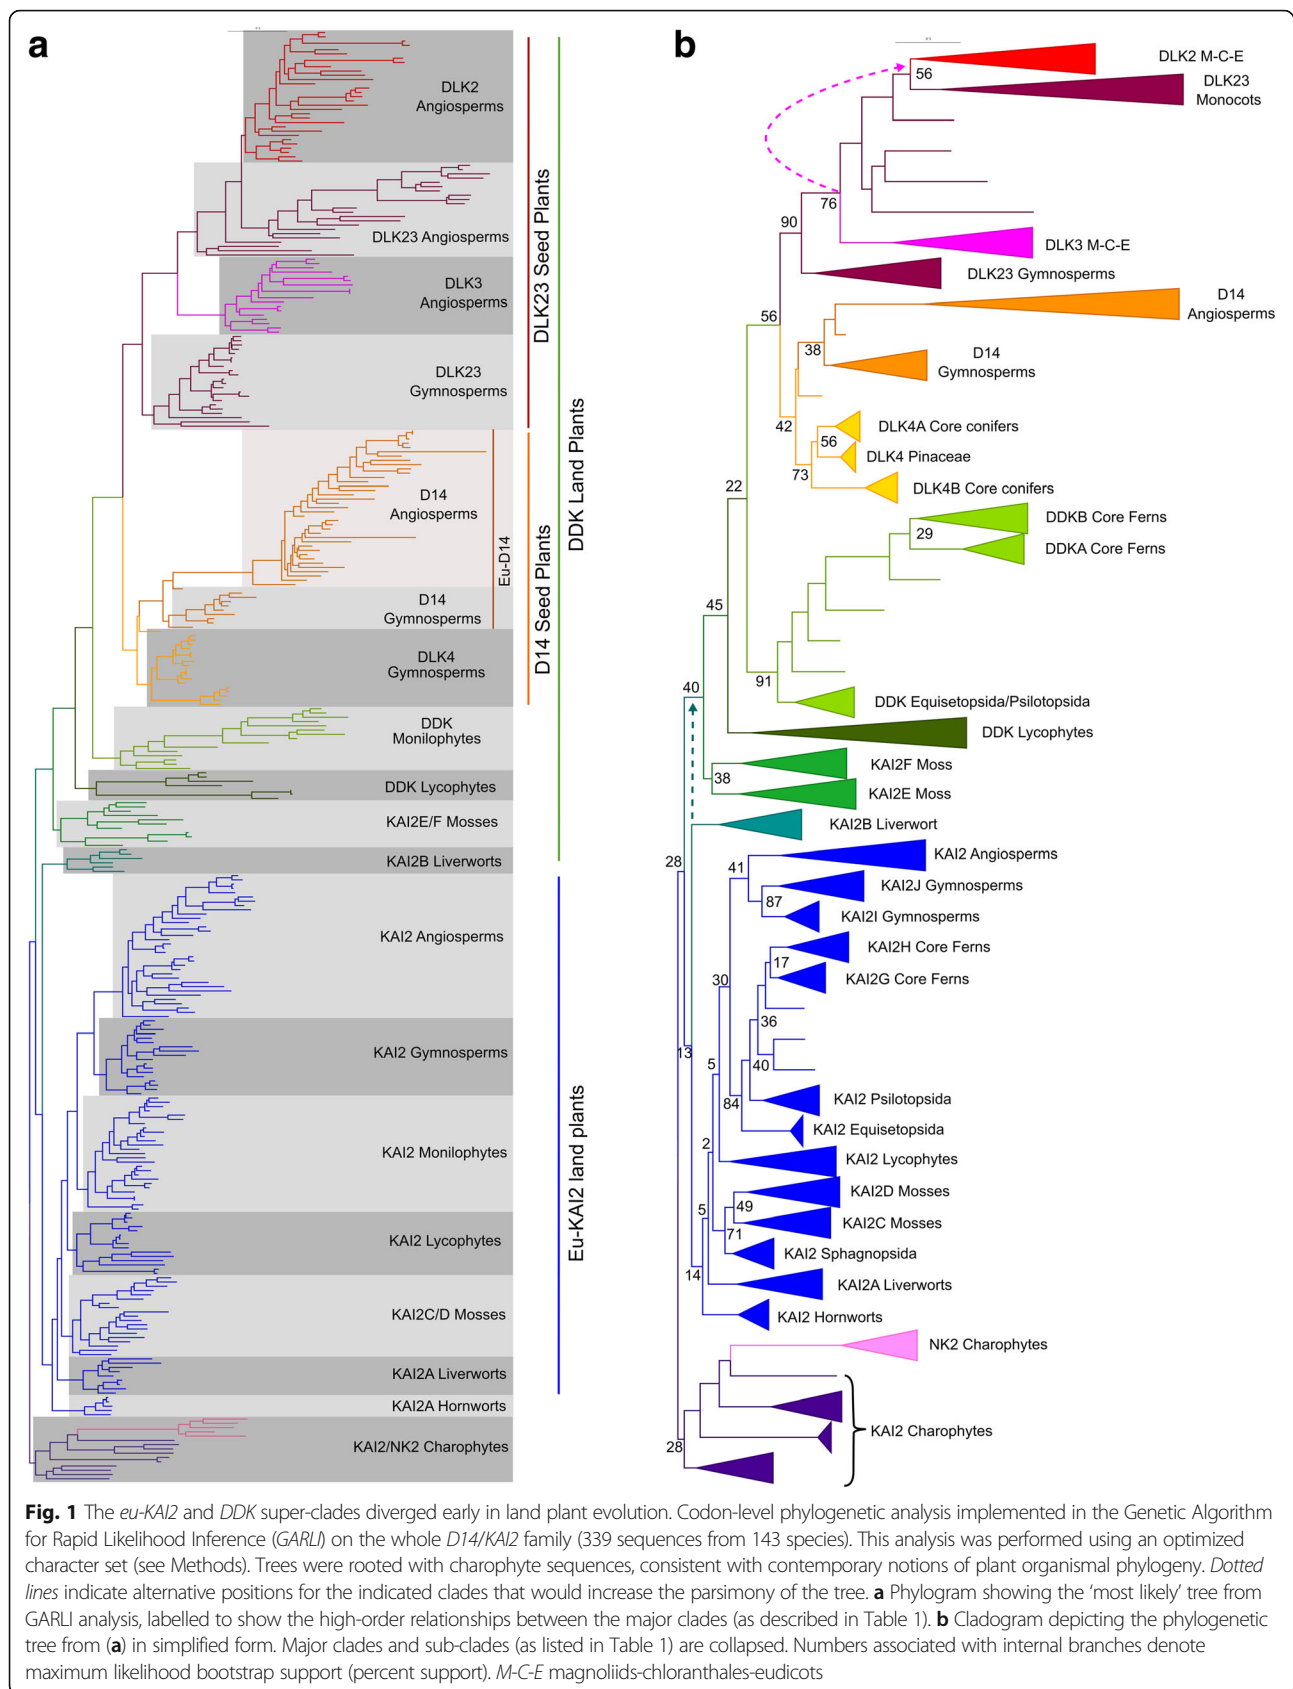 a
DLK2
Angiosperms
DLK23 Angiosperms
DLK3
Angiosperms
DLK23
Gymnosperms
D14
Angiosperms
D14
Gymnosperms
DLK4
Gymnosperms
DDK
Monilophytes
DDK Lycophytes
KAI2E/F Mosses
KAI2B Liverworts
KAI2 Angiosperms
KAI2 Gymnosperms
KAI2 Monilophytes
KAI2 Lycophytes
KAI2C/D Mosses
KAI2A Liverworts
KAI2A Hornworts
KAI2/NK2 Charophytes
Eu-D14
DLK23 Seed Plants
D14 Seed Plants
DDK Land Plants
Eu-KAI2 land plants
b
DLK2 M-C-E
56
DLK23
Monocots
76
90
DLK3 M-C-E
DLK23 Gymnosperms
D14
Angiosperms
56
38
D14
Gymnosperms
42
DLK4A Core conifers
56
DLK4 Pinaceae
73
DLK4B Core conifers
22
DDKB Core Ferns
29
DDKA Core Ferns
45
91
40
DDK Equisetopsida/Psilotopsida
DDK Lycophytes
KAI2F Moss
38
KAI2E Moss
KAI2B Liverwort
28
41
KAI2 Angiosperms
KAI2J Gymnosperms
87
KAI2I Gymnosperms
KAI2H Core Ferns
17
KAI2G Core Ferns
30
36
13
5
40
84
KAI2 Psilotopsida
KAI2 Equisetopsida
2
KAI2 Lycophytes
KAI2D Mosses
49
5
KAI2C Mosses
71
KAI2 Sphagnopsida
14
KAI2A Liverworts
KAI2 Hornworts
NK2 Charophytes
KAI2 Charophytes
28
Fig. 1 The eu-KAI2 and DDK super-clades diverged early in land plant evolution. Codon-level phylogenetic analysis implemented in the Genetic Algorithm
for Rapid Likelihood Inference (GARLI) on the whole D14/KAI2 family (339 sequences from 143 species). This analysis was performed using an optimized
character set (see Methods). Trees were rooted with charophyte sequences, consistent with contemporary notions of plant organismal phylogeny. Dotted
lines indicate alternative positions for the indicated clades that would increase the parsimony of the tree. a Phylogram showing the 'most likely' tree from
GARLI analysis, labelled to show the high-order relationships between the major clades (as described in Table 1). b Cladogram depicting the phylogenetic
tree from (a) in simplified form. Major clades and sub-clades (as listed in Table 1) are collapsed. Numbers associated with internal branches denote
maximum likelihood bootstrap support (percent support). M-C-E magnoliids-chloranthales-eudicots